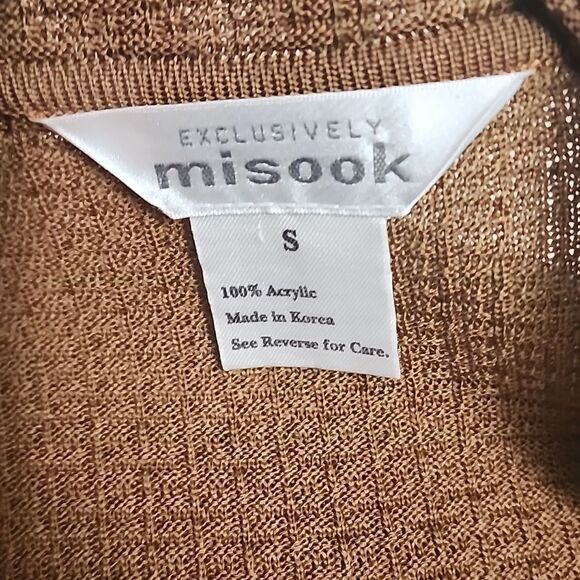 EXCLUSIVELY
misook
S
100% Acrylic
Made in Korea
See Reverse for Care.